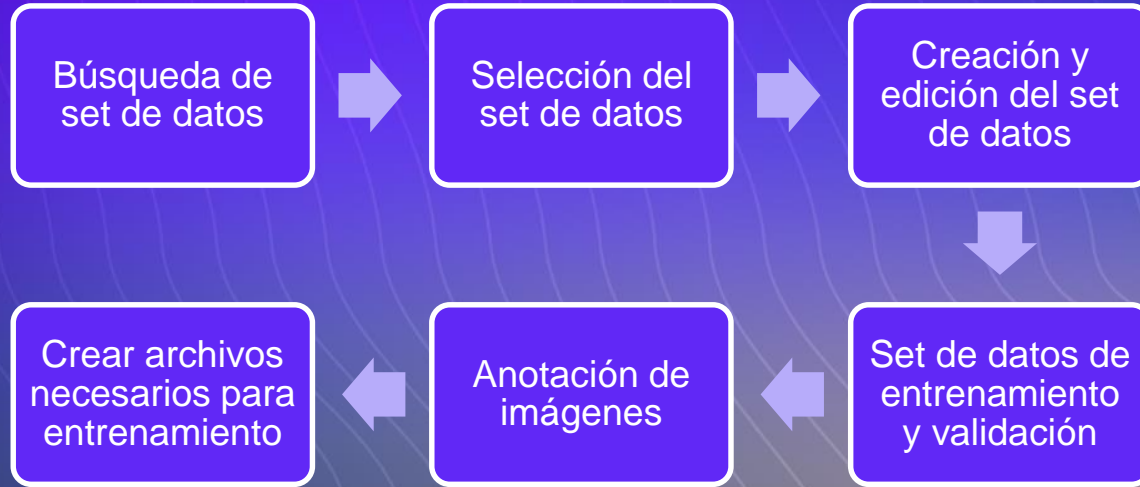 Búsqueda de
set de datos
Selección del
set de datos
Creación y
edición del set
de datos
Set de datos de
entrenamiento
y validación
Anotación de
imágenes
Crear archivos
necesarios para
entrenamiento